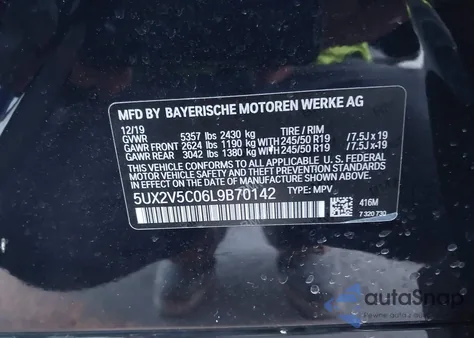 MFD BY BAYERISCHE MOTOREN WERKE AG
12/19
GVWR 5357 lbs 2430 kg TIRE / RIM
GAWR FRONT 2624 lbs 1190 kg WITH 245/50 R19 /7.5J x 19
GAWR REAR 3042 lbs 1380 kg WITH 245/50 R19 /7.5J x 19
THIS VEHICLE CONFORMS TO ALL APPLICABLE U.S. FEDERAL
MOTOR VEHICLE SAFETY STANDARDS IN EFFECT ON THE DATE
OF MANUFACTURE SHOWN ABOVE.
5UX2V5C06L9B70142 TYPE: MPV
416M
7 320 730
autoSnap